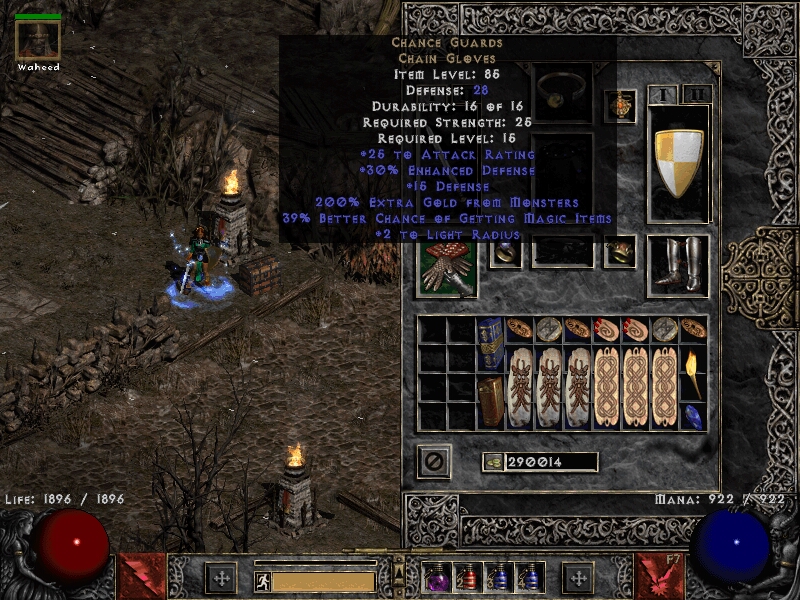 Waheed
Chance Guards
Chain Gloves
Item Level: 85
Defense: 28
Durability: 16 of 16
Required Strength: 25
Required Level: 15
+25 to Attack Rating
+30% Enhanced Defense
+15 Defense
200% Extra Gold from Monsters
39% Better Chance of Getting Magic Items
+2 to Light Radius
I II
290014
Life: 1896 / 1896
Mana: 922 / 922
F7